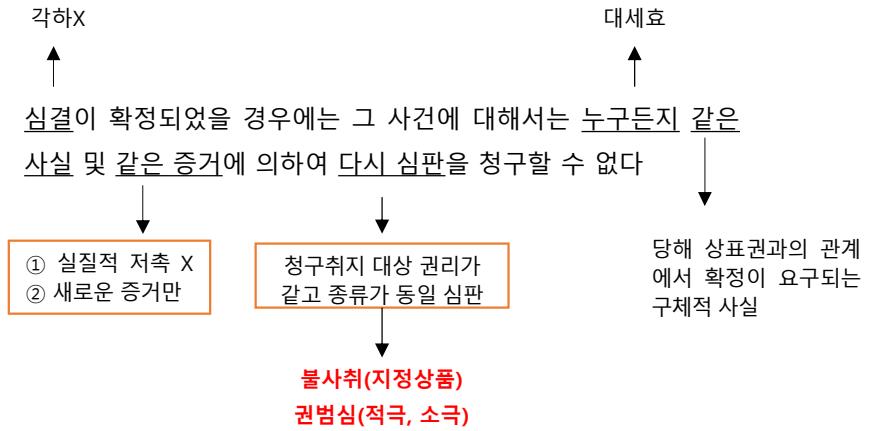 각하X
대세효
심결이 확정되었을 경우에는 그 사건에 대해서는 누구든지 같은
사실 및 같은 증거에 의하여 다시 심판을 청구할 수 없다
① 실질적 저촉 X
② 새로운 증거만
청구취지 대상 권리가
같고 종류가 동일 심판
당해 상표권과의 관계
에서 확정이 요구되는
구체적 사실
불사취(지정상품)
권범심(적극, 소극)